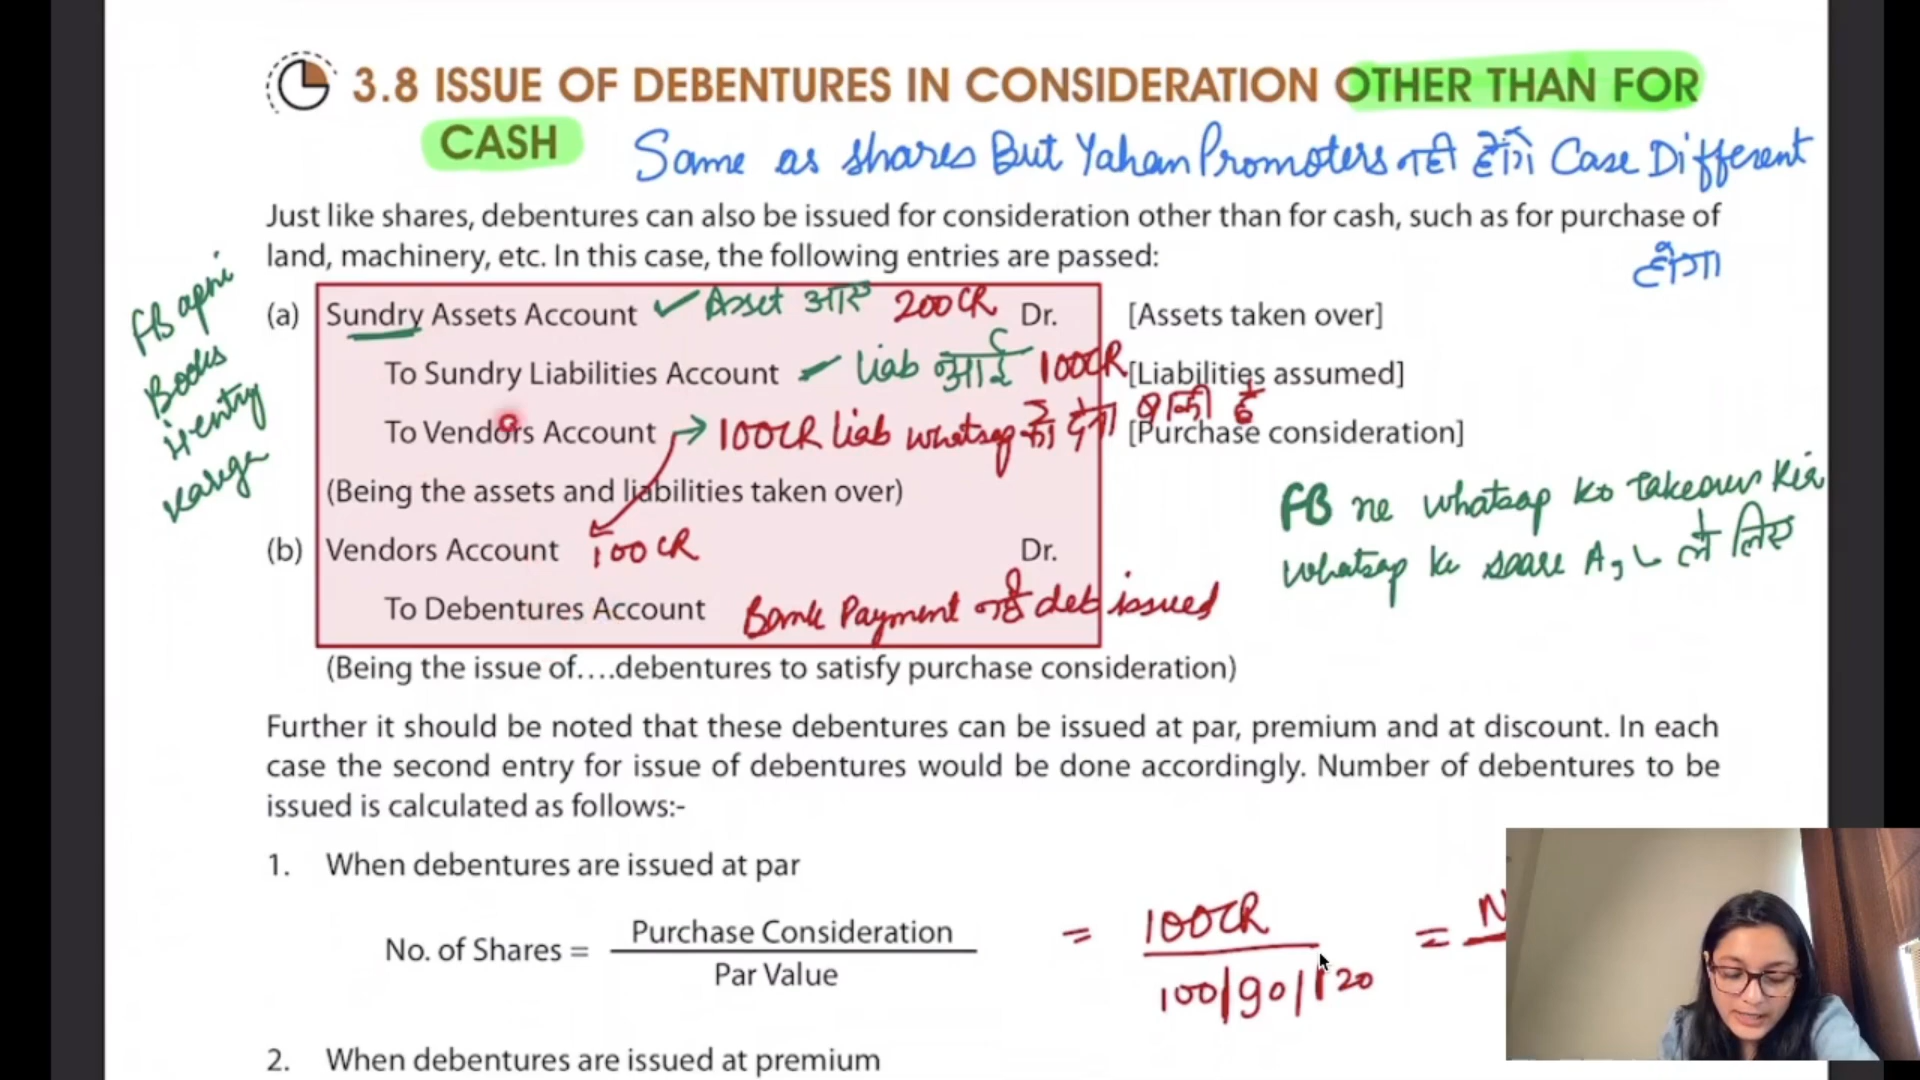 3.8 ISSUE OF DEBENTURES IN CONSIDERATION OTHER THAN FOR
CASH
Same as shares But Yahan Promoters नही होंगे Case Different
होगा
Just like shares, debentures can also be issued for consideration other than for cash, such as for purchase of
land, machinery, etc. In this case, the following entries are passed:
FB apni
Books
entry
karega
(a) Sundry Assets Account Asset आए 200CR Dr. [Assets taken over]
To Sundry Liabilities Account liab आई 100CR [Liabilities assumed]
To Vendors Account 100CR liab whatsap को देना बाकी है [Purchase consideration]
(Being the assets and liabilities taken over)
FB ne whatsap ko takeover kia
whatsap ke saare A, L ले लिए
(b) Vendors Account 100 CR Dr.
To Debentures Account Bank Payment नहीं deb issued
(Being the issue of....debentures to satisfy purchase consideration)
Further it should be noted that these debentures can be issued at par, premium and at discount. In each
case the second entry for issue of debentures would be done accordingly. Number of debentures to be
issued is calculated as follows:-
1. When debentures are issued at par
No. of Shares = Purchase Consideration
Par Value
= 100CR
100/90/120
= N
2. When debentures are issued at premium